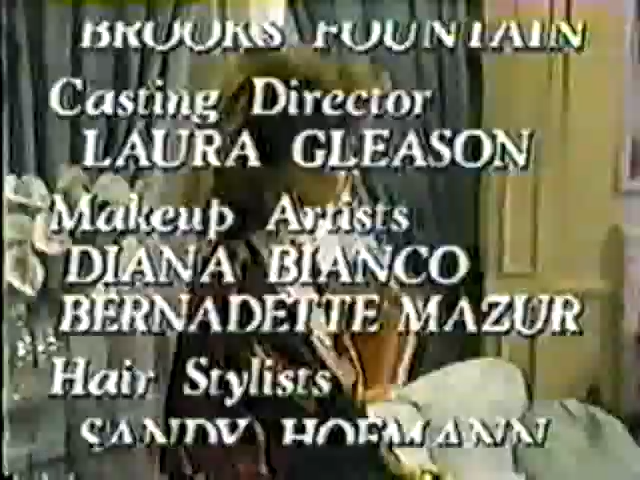 BROOKS FOUNTAIN
Casting Director
LAURA GLEASON
Makeup Artists
DIANA BIANCO
BERNADETTE MAZUR
Hair Stylists
SANDY HOFMANN